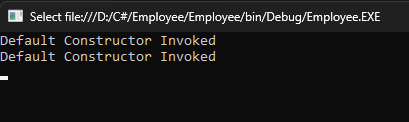 Select file:///D:/C#/Employee/Employee/bin/Debug/Employee.EXE
Default Constructor Invoked
Default Constructor Invoked